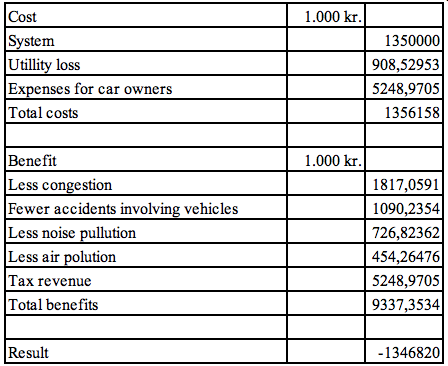 Cost 1.000 kr.
System 1350000
Utillity loss 908,52953
Expenses for car owners 5248,9705
Total costs 1356158
Benefit 1.000 kr.
Less congestion 1817,0591
Fewer accidents involving vehicles 1090,2354
Less noise pullution 726,82362
Less air polution 454,26476
Tax revenue 5248,9705
Total benefits 9337,3534
Result -1346820